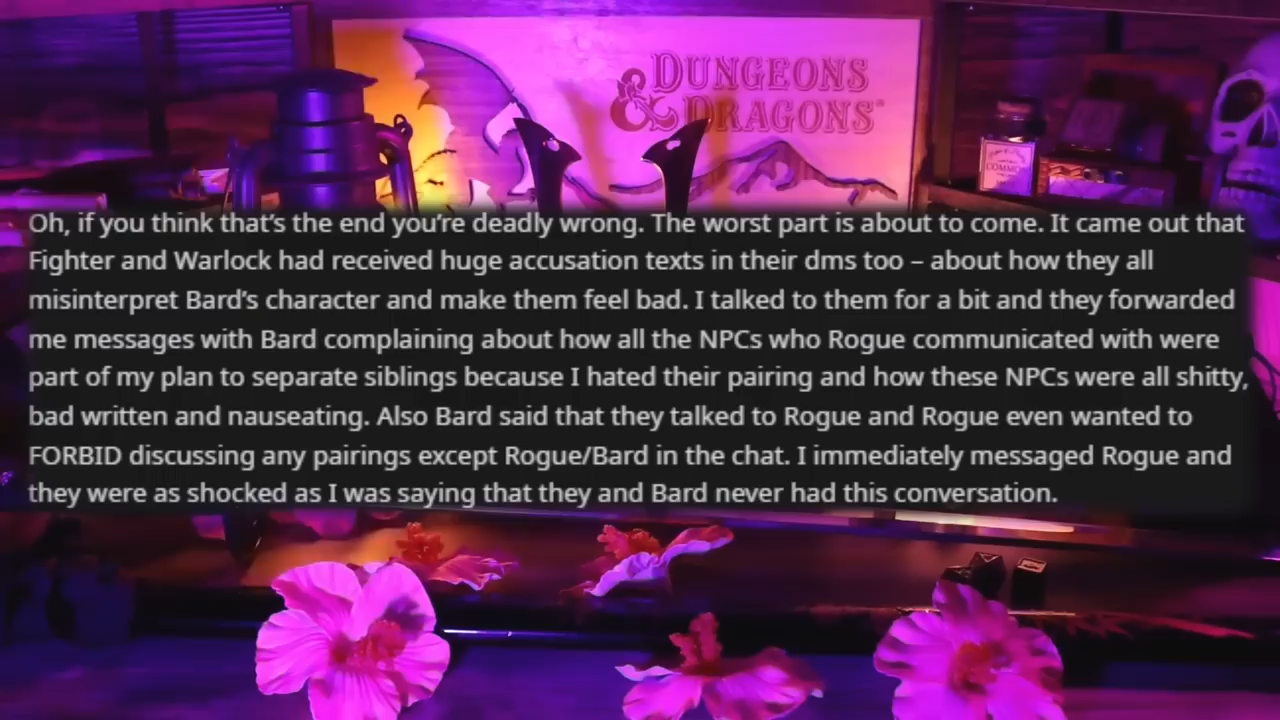 DUNGEONS
& DRAGONS®
COMMON
Oh, if you think that’s the end you’re deadly wrong. The worst part is about to come. It came out that
Fighter and Warlock had received huge accusation texts in their dms too – about how they all
misinterpret Bard’s character and make them feel bad. I talked to them for a bit and they forwarded
me messages with Bard complaining about how all the NPCs who Rogue communicated with were
part of my plan to separate siblings because I hated their pairing and how these NPCs were all shitty,
bad written and nauseating. Also Bard said that they talked to Rogue and Rogue even wanted to
FORBID discussing any pairings except Rogue/Bard in the chat. I immediately messaged Rogue and
they were as shocked as I was saying that they and Bard never had this conversation.